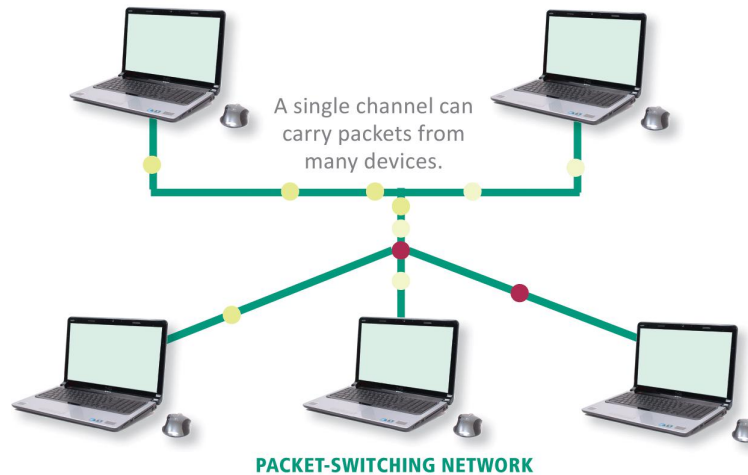 A single channel can
carry packets from
many devices.
PACKET-SWITCHING NETWORK